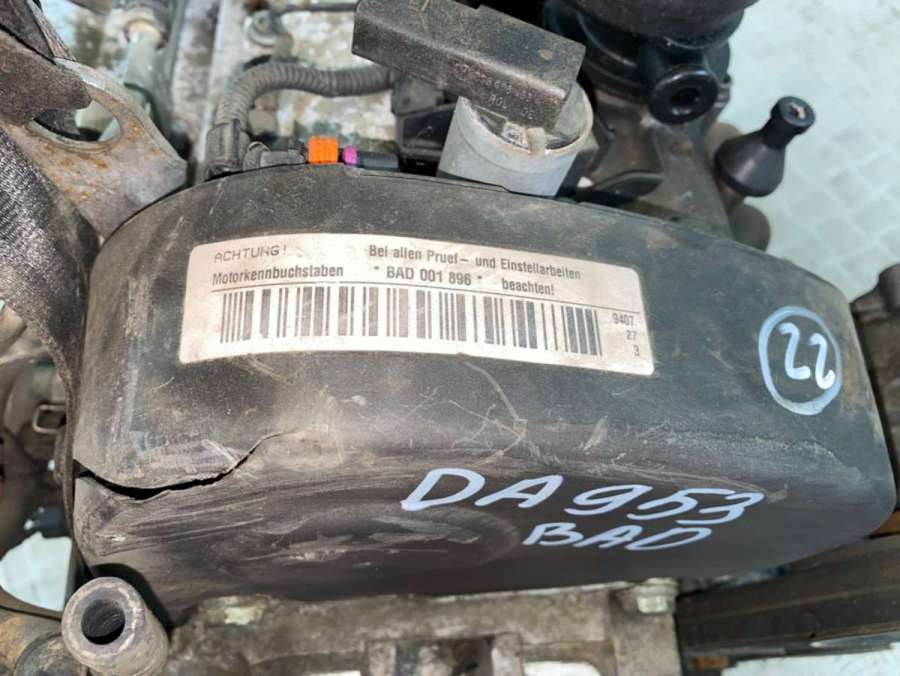 ACHTUNG! Bei allen Pruef- und Einstellarbeiten
Motorkennbuchstaben * BAD 001 896 * beachten!
9407
27
3
22
DA953
BAD